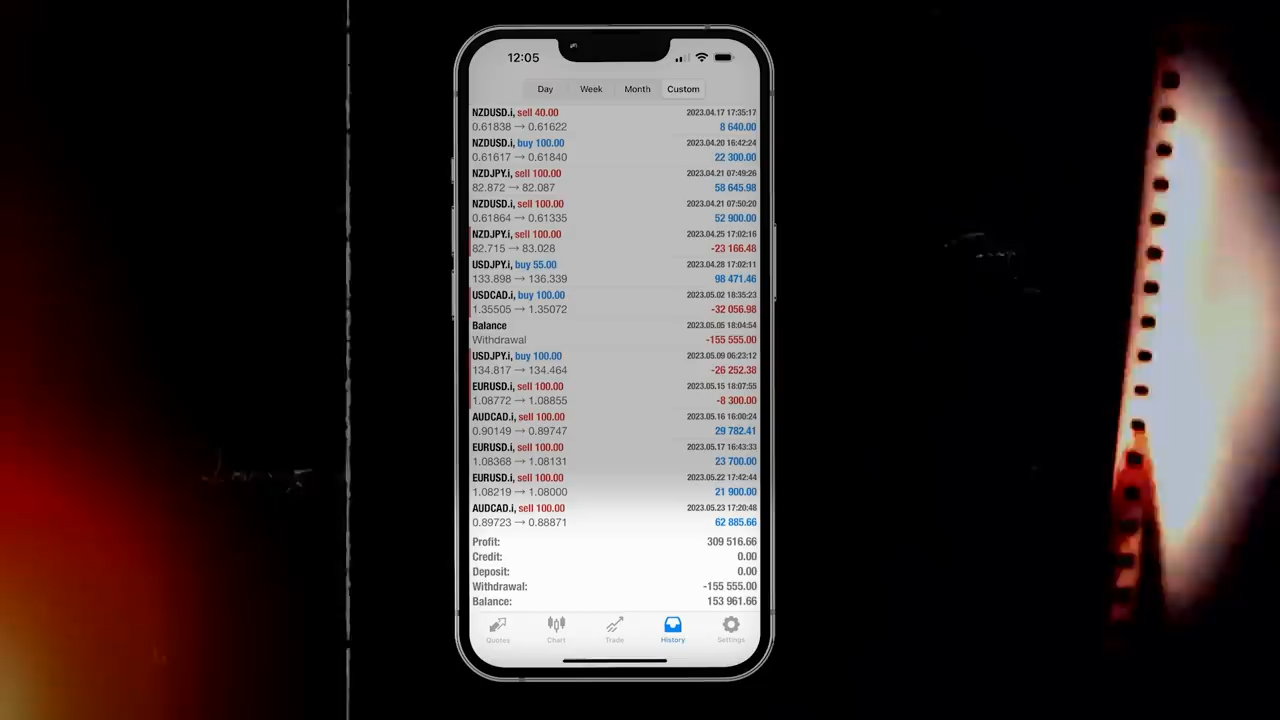 12:05
Day Week Month Custom
NZDUSD.i, sell 40.00 2023.04.17 17:35:17
0.61838 → 0.61622 8 640.00
NZDUSD.i, buy 100.00 2023.04.20 16:42:24
0.61617 → 0.61840 22 300.00
NZDJPY.i, sell 100.00 2023.04.21 07:49:26
82.872 → 82.087 58 645.98
NZDUSD.i, sell 100.00 2023.04.21 07:50:20
0.61864 → 0.61335 52 900.00
NZDJPY.i, sell 100.00 2023.04.25 17:02:16
82.715 → 83.028 -23 166.48
USDJPY.i, buy 55.00 2023.04.28 17:02:11
133.898 → 136.339 98 471.46
USDCAD.i, buy 100.00 2023.05.02 18:35:23
1.35505 → 1.35072 -32 056.98
Balance 2023.05.05 18:04:54
Withdrawal -155 555.00
USDJPY.i, buy 100.00 2023.05.09 06:23:12
134.817 → 134.464 -26 252.38
EURUSD.i, sell 100.00 2023.05.15 18:07:55
1.08772 → 1.08855 -8 300.00
AUDCAD.i, sell 100.00 2023.05.16 16:00:24
0.90149 → 0.89747 29 782.41
EURUSD.i, sell 100.00 2023.05.17 16:43:33
1.08368 → 1.08131 23 700.00
EURUSD.i, sell 100.00 2023.05.22 17:42:44
1.08219 → 1.08000 21 900.00
AUDCAD.i, sell 100.00 2023.05.23 17:20:48
0.89723 → 0.88871 62 885.66
Profit: 309 516.66
Credit: 0.00
Deposit: 0.00
Withdrawal: -155 555.00
Balance: 153 961.66
Quotes Chart Trade History Settings